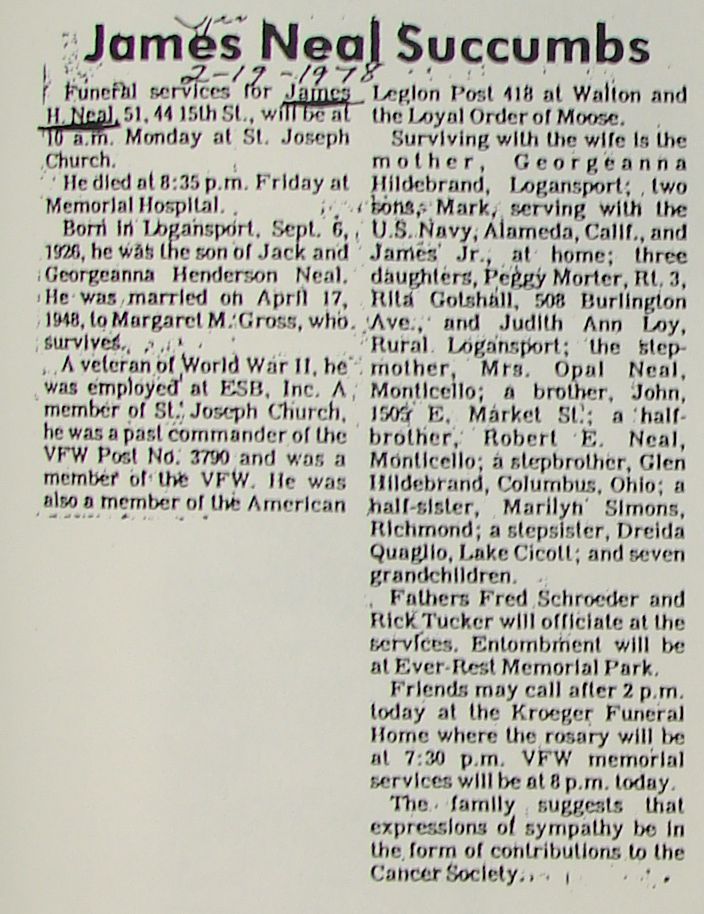 James Neal Succumbs
2-19-1978
Funeral services for James
H. Neal, 51, 44 15th St., will be at
10 a.m. Monday at St. Joseph
Church.
He died at 8:35 p.m. Friday at
Memorial Hospital.
Born in Logansport, Sept. 6,
1926, he was the son of Jack and
Georgeanna Henderson Neal.
He was married on April 17,
1948, to Margaret M. Gross, who
survives.
A veteran of World War II, he
was employed at ESB, Inc. A
member of St. Joseph Church,
he was a past commander of the
VFW Post No. 3790 and was a
member of the VFW. He was
also a member of the American
Legion Post 418 at Walton and
the Loyal Order of Moose.
Surviving with the wife is the
mother, Georgeanna
Hildebrand, Logansport; two
sons, Mark, serving with the
U.S. Navy, Alameda, Calif., and
James Jr., at home; three
daughters, Peggy Morter, Rt. 3,
Rita Gotshall, 508 Burlington
Ave., and Judith Ann Loy,
Rural Logansport; the step-
mother, Mrs. Opal Neal,
Monticello; a brother, John,
E. Market St.; a half-
brother, Robert E. Neal,
Monticello; a stepbrother, Glen
Hildebrand, Columbus, Ohio; a
half-sister, Marilyn Simons,
Richmond; a stepsister, Dreida
Quaglio, Lake Cicott; and seven
grandchildren.
Fathers Fred Schroeder and
Rick Tucker will officiate at the
services. Entombment will be
at Ever-Rest Memorial Park.
Friends may call after 2 p.m.
today at the Kroeger Funeral
Home where the rosary will be
at 7:30 p.m. VFW memorial
services will be at 8 p.m. today.
The family suggests that
expressions of sympathy be in
the form of contributions to the
Cancer Society.